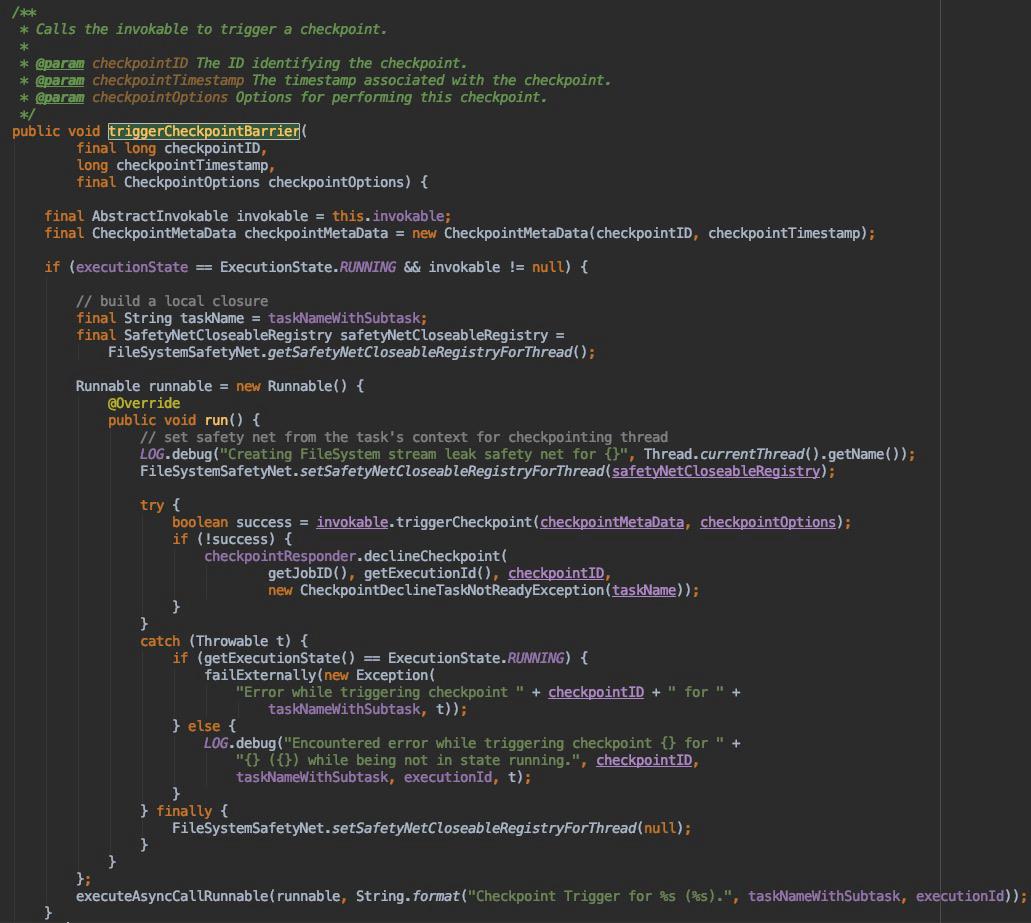 /**
 * Calls the invokable to trigger a checkpoint.
 *
 * @param checkpointID The ID identifying the checkpoint.
 * @param checkpointTimestamp The timestamp associated with the checkpoint.
 * @param checkpointOptions Options for performing this checkpoint.
 */
public void triggerCheckpointBarrier(
        final long checkpointID,
        long checkpointTimestamp,
        final CheckpointOptions checkpointOptions) {

    final AbstractInvokable invokable = this.invokable;
    final CheckpointMetaData checkpointMetaData = new CheckpointMetaData(checkpointID, checkpointTimestamp);

    if (executionState == ExecutionState.RUNNING && invokable != null) {

        // build a local closure
        final String taskName = taskNameWithSubtask;
        final SafetyNetCloseableRegistry safetyNetCloseableRegistry =
            FileSystemSafetyNet.getSafetyNetCloseableRegistryForThread();

        Runnable runnable = new Runnable() {
            @Override
            public void run() {
                // set safety net from the task's context for checkpointing thread
                LOG.debug("Creating FileSystem stream leak safety net for {}", Thread.currentThread().getName());
                FileSystemSafetyNet.setSafetyNetCloseableRegistryForThread(safetyNetCloseableRegistry);

                try {
                    boolean success = invokable.triggerCheckpoint(checkpointMetaData, checkpointOptions);
                    if (!success) {
                        checkpointResponder.declineCheckpoint(
                                getJobID(), getExecutionId(), checkpointID,
                                new CheckpointDeclineTaskNotReadyException(taskName));
                    }
                }
                catch (Throwable t) {
                    if (getExecutionState() == ExecutionState.RUNNING) {
                        failExternally(new Exception(
                            "Error while triggering checkpoint " + checkpointID + " for " +
                                taskNameWithSubtask, t));
                    } else {
                        LOG.debug("Encountered error while triggering checkpoint {} for " +
                            "{} ({}) while being not in state running.", checkpointID,
                            taskNameWithSubtask, executionId, t);
                    }
                } finally {
                    FileSystemSafetyNet.setSafetyNetCloseableRegistryForThread(null);
                }
            }
        };
        executeAsyncCallRunnable(runnable, String.format("Checkpoint Trigger for %s (%s).", taskNameWithSubtask, executionId));
    }